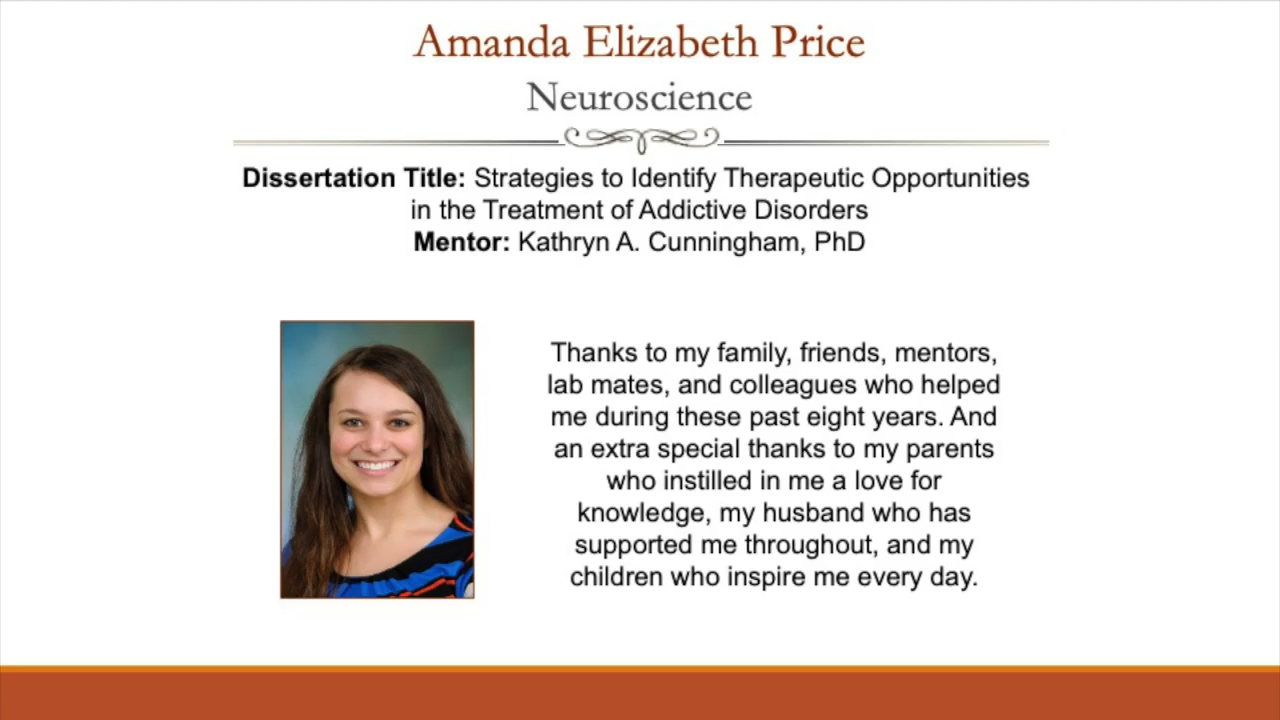 Amanda Elizabeth Price
Neuroscience
Dissertation Title: Strategies to Identify Therapeutic Opportunities
in the Treatment of Addictive Disorders
Mentor: Kathryn A. Cunningham, PhD
Thanks to my family, friends, mentors,
lab mates, and colleagues who helped
me during these past eight years. And
an extra special thanks to my parents
who instilled in me a love for
knowledge, my husband who has
supported me throughout, and my
children who inspire me every day.